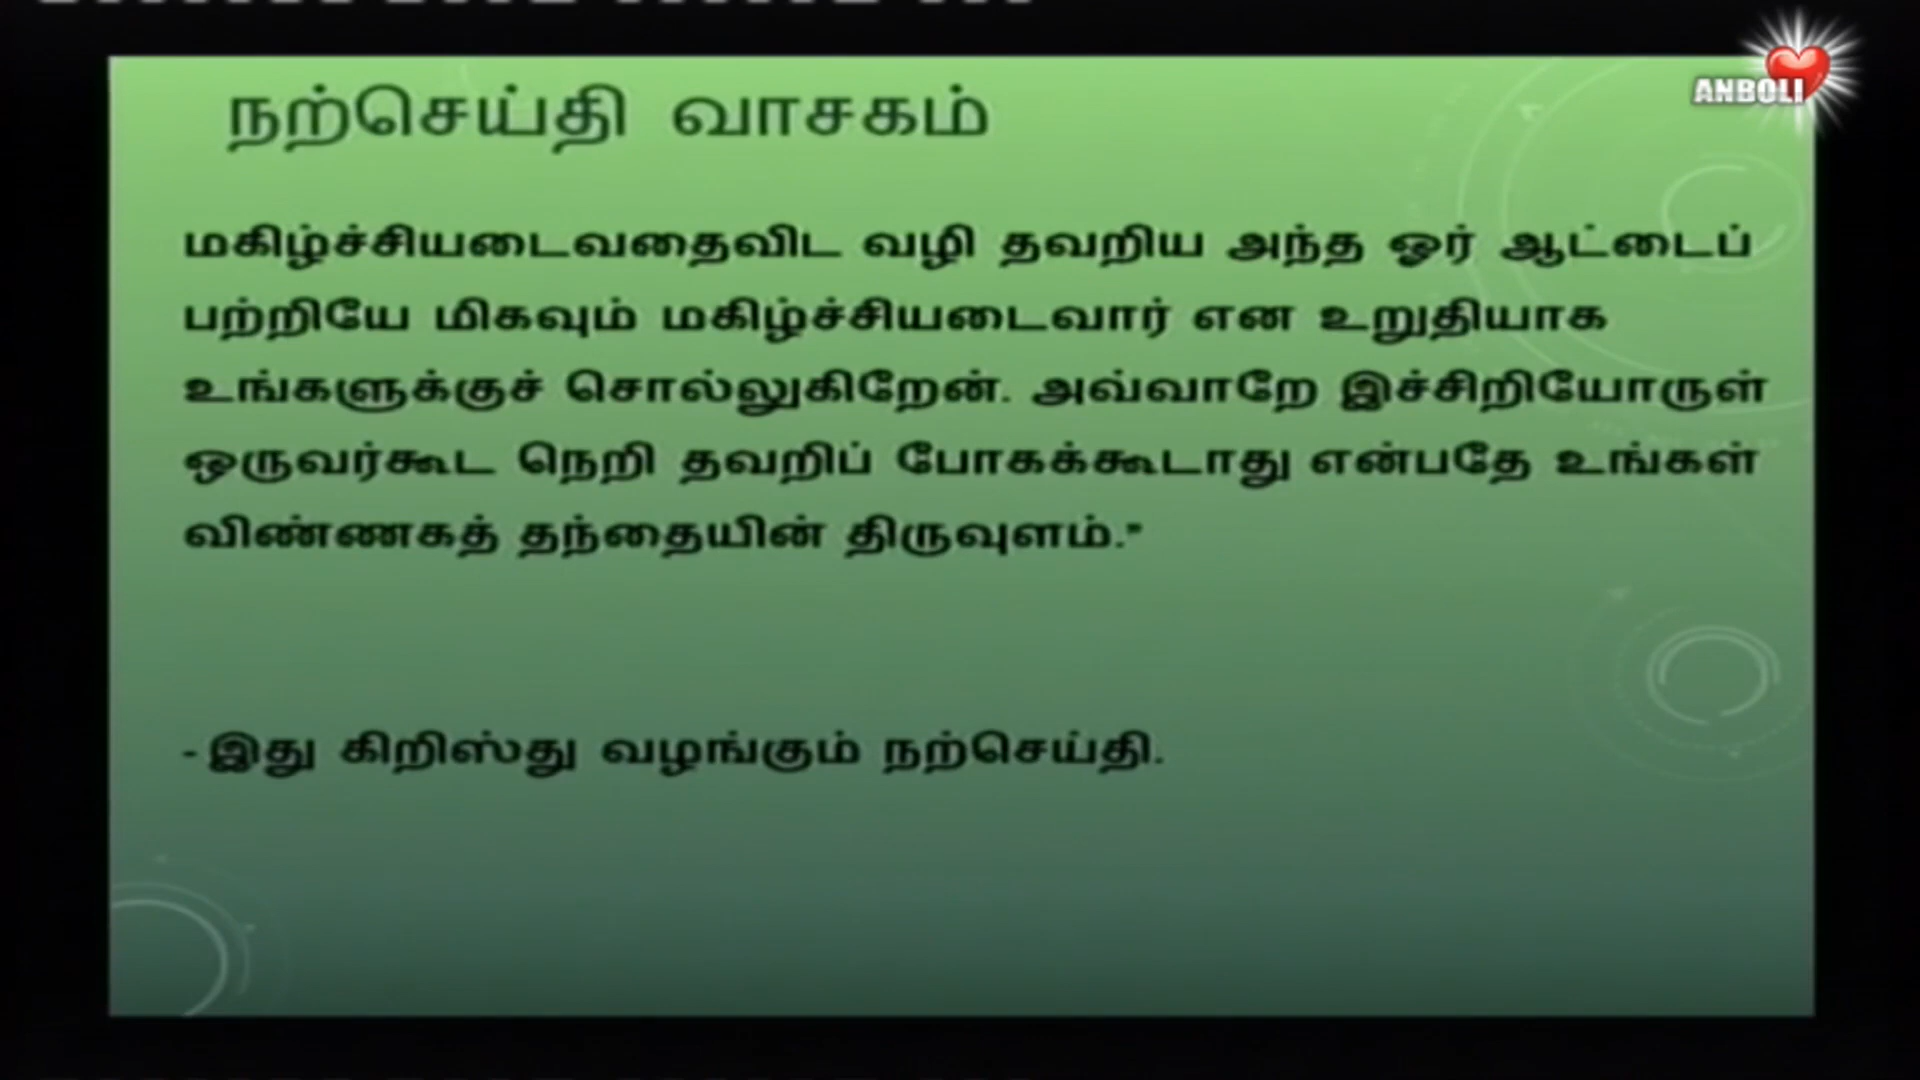 ANBOLI
நற்செய்தி வாசகம்
மகிழ்ச்சியடைவதைவிட வழி தவறிய அந்த ஓர் ஆட்டைப்
பற்றியே மிகவும் மகிழ்ச்சியடைவார் என உறுதியாக
உங்களுக்குச் சொல்லுகிறேன். அவ்வாறே இச்சிறியோருள்
ஒருவர்கூட நெறி தவறிப் போகக்கூடாது என்பதே உங்கள்
விண்ணகத் தந்தையின் திருவுளம்."
- இது கிறிஸ்து வழங்கும் நற்செய்தி.